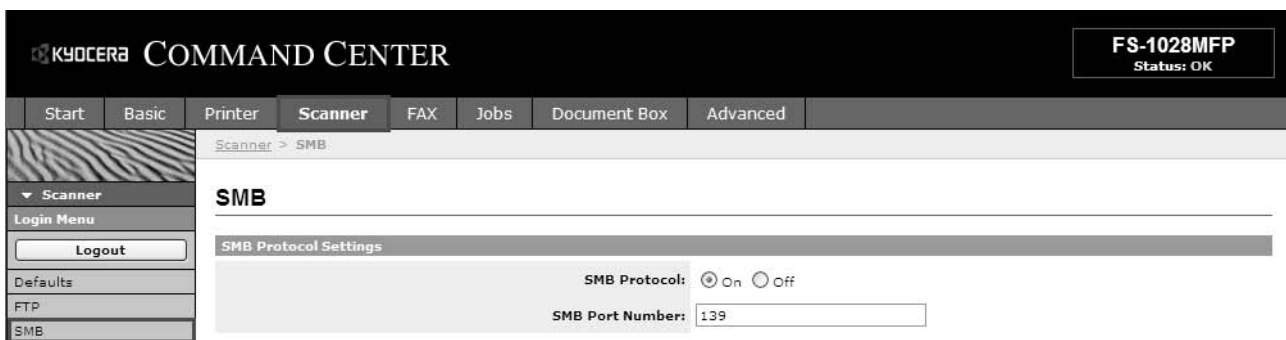 KYOCERA COMMAND CENTER
FS-1028MFP
Status: OK
Start Basic Printer Scanner FAX Jobs Document Box Advanced
Scanner > SMB
Scanner
SMB
Login Menu
Logout
SMB Protocol Settings
Defaults
SMB Protocol: On Off
FTP
SMB Port Number: 139
SMB